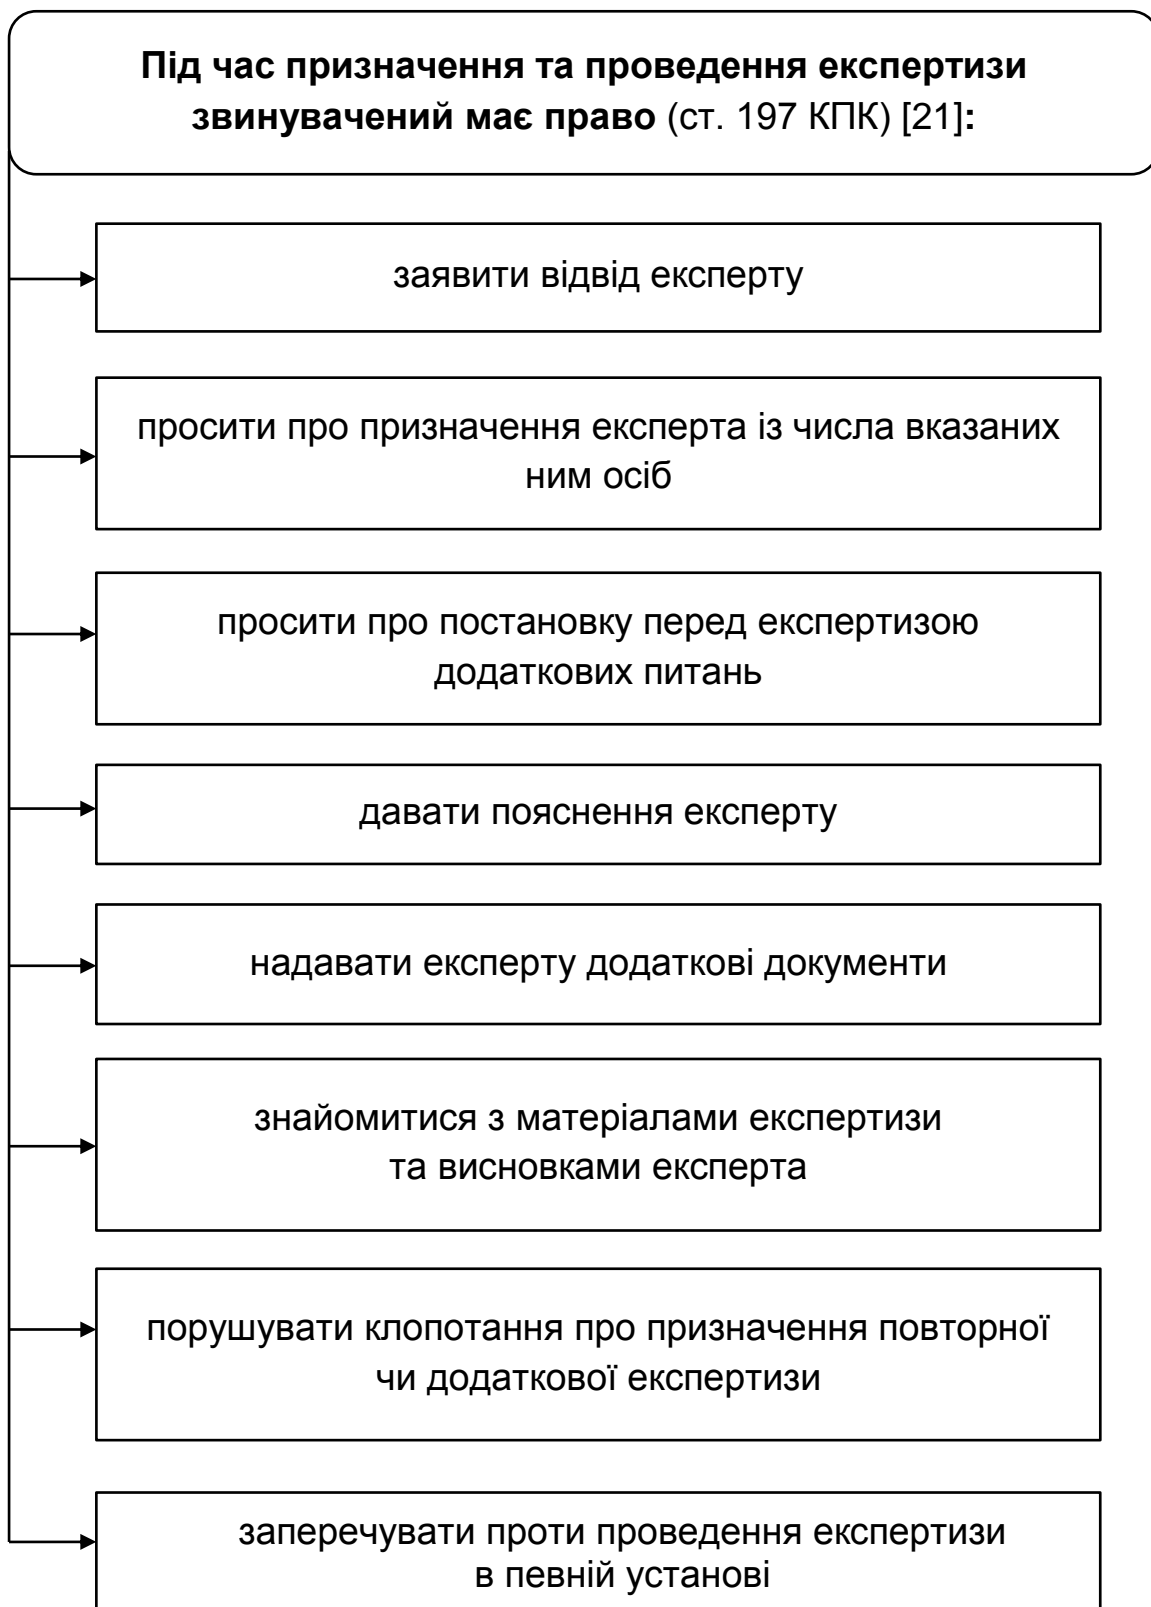 Під час призначення та проведення експертизи
звинувачений має право (ст. 197 КПК) [21]:
заявити відвід експерту
просити про призначення експерта із числа вказаних
ним осіб
просити про постановку перед експертизою
додаткових питань
давати пояснення експерту
надавати експерту додаткові документи
знайомитися з матеріалами експертизи
та висновками експерта
порушувати клопотання про призначення повторної
чи додаткової експертизи
заперечувати проти проведення експертизи
в певній установі